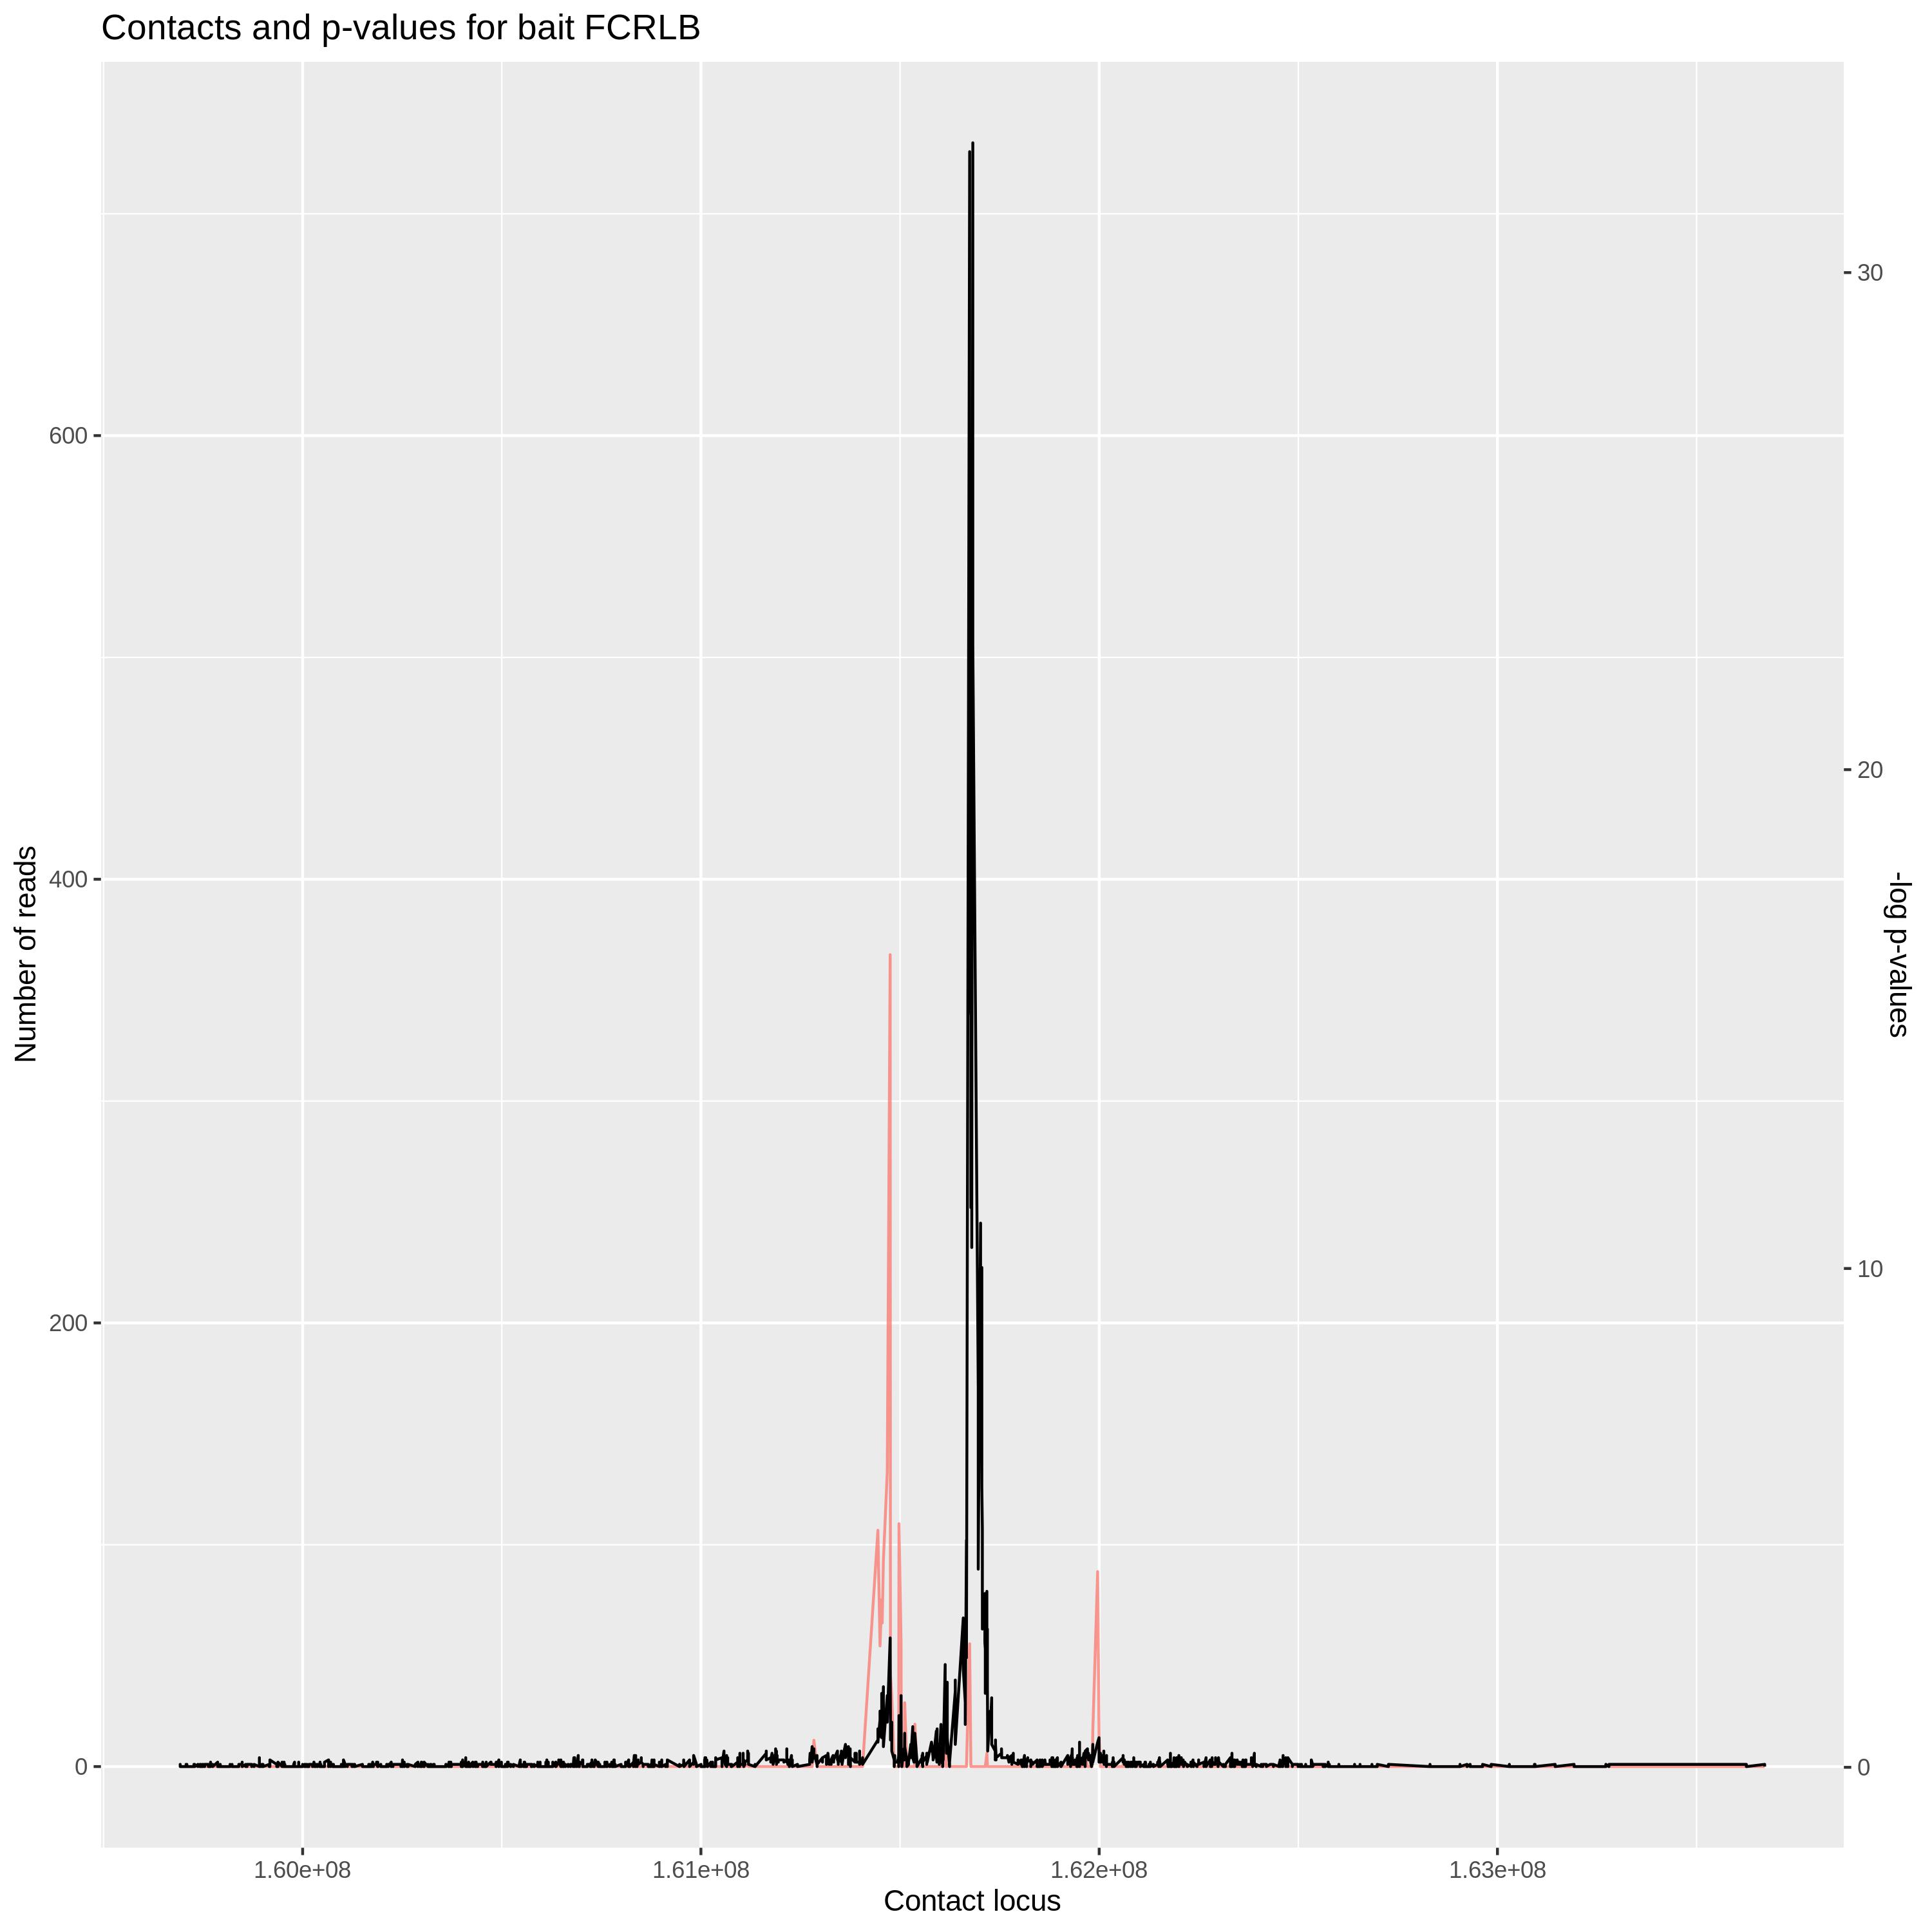 Contacts and p-values for bait FCRLB
Number of reads
600
400
200
0
30
20
10
0
-log p-values
1.60e+08
1.61e+08
1.62e+08
1.63e+08
Contact locus